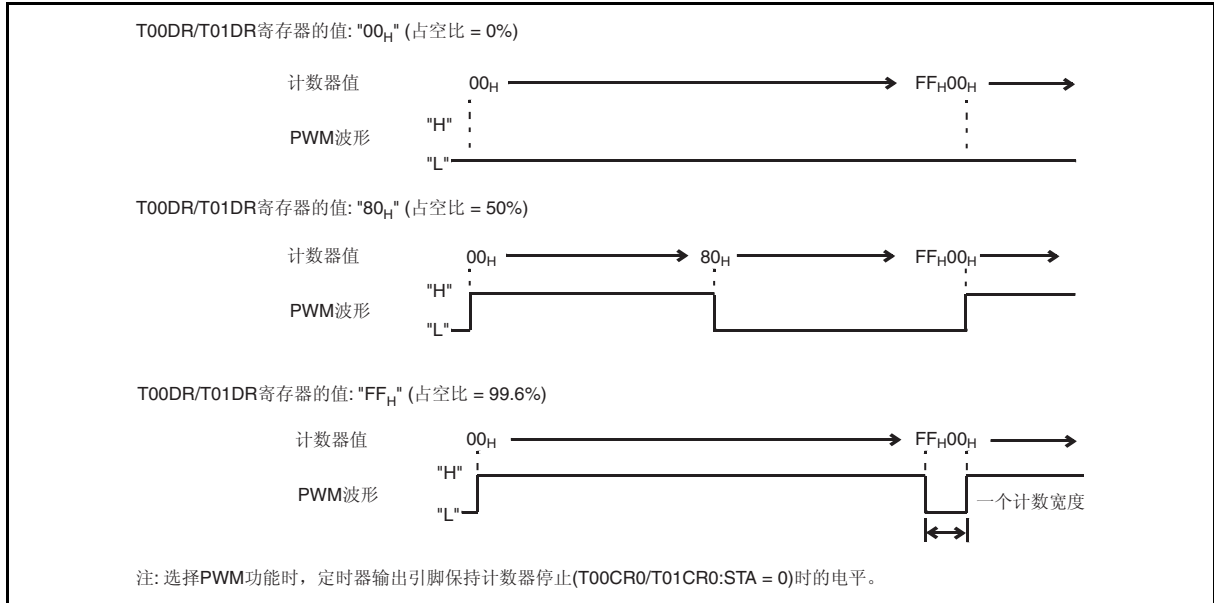 T00DR/T01DR寄存器的值: "00H" (占空比 = 0%)
计数器值 00H FFH00H
PWM波形 "H"
"L"
T00DR/T01DR寄存器的值: "80H" (占空比 = 50%)
计数器值 00H 80H FFH00H
PWM波形 "H"
"L"
T00DR/T01DR寄存器的值: "FFH" (占空比 = 99.6%)
计数器值 00H FFH00H
PWM波形 "H"
"L"
一个计数宽度
注: 选择PWM功能时，定时器输出引脚保持计数器停止(T00CR0/T01CR0:STA = 0)时的电平。